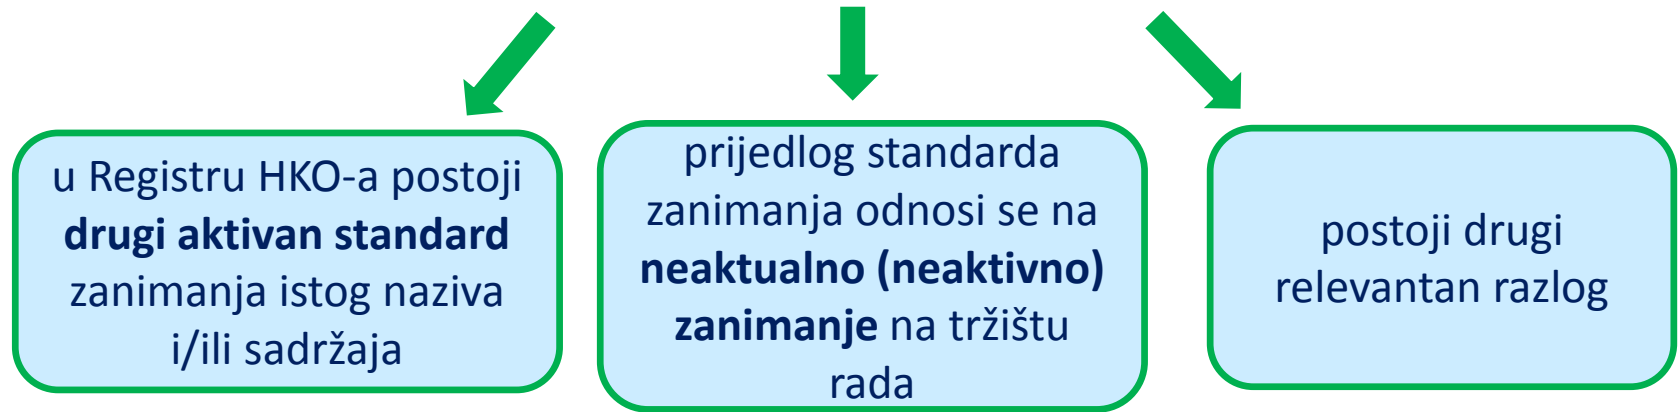 u Registru HKO-a postoji
drugi aktivan standard
zanimanja istog naziva
i/ili sadržaja
prijedlog standarda
zanimanja odnosi se na
neaktualno (neaktivno)
zanimanje na tržištu
rada
postoji drugi
relevantan razlog